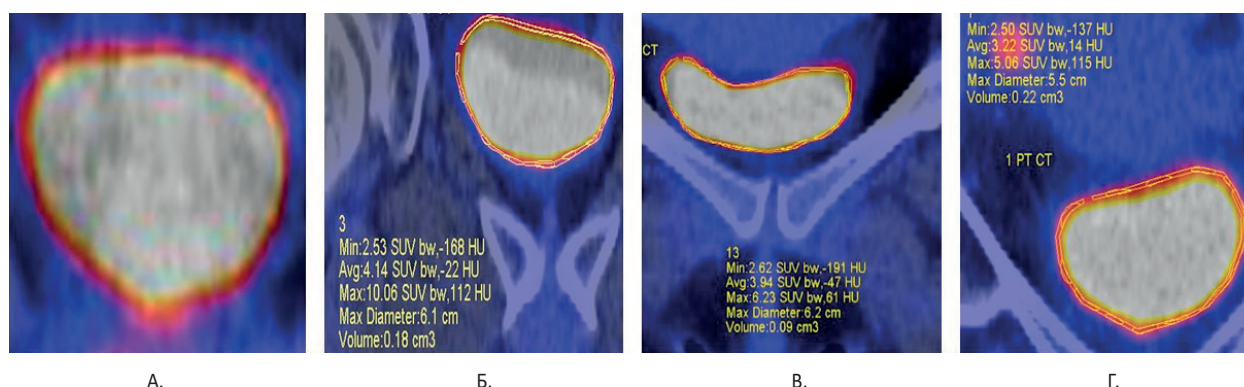 3
Min:2.53 SUV bw,-168 HU
Avg:4.14 SUV bw,-22 HU
Max:10.06 SUV bw,112 HU
Max Diameter:6.1 cm
Volume:0.18 cm3
CT
13
Min:2.62 SUV bw,-191 HU
Avg:3.94 SUV bw,-47 HU
Max:6.23 SUV bw,61 HU
Max Diameter:6.2 cm
Volume:0.09 cm3
Min:2.50 SUV bw,-137 HU
Avg:3.22 SUV bw,14 HU
Max:5.06 SUV bw,115 HU
Max Diameter:5.5 cm
Volume:0.22 cm3
1 PT CT
А.
Б.
В.
Г.